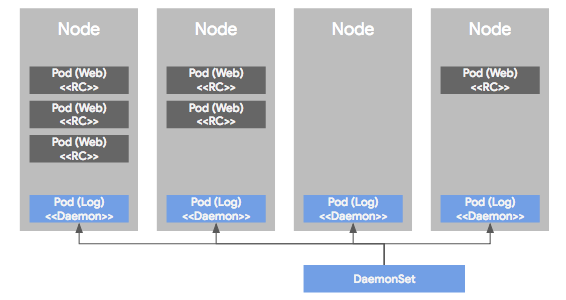 Node
Pod (Web)
<<RC>>
Pod (Web)
<<RC>>
Pod (Web)
<<RC>>
Pod (Log)
<<Daemon>>
Node
Pod (Web)
<<RC>>
Pod (Web)
<<RC>>
Pod (Log)
<<Daemon>>
Node
Pod (Log)
<<Daemon>>
Node
Pod (Web)
<<RC>>
Pod (Log)
<<Daemon>>
DaemonSet